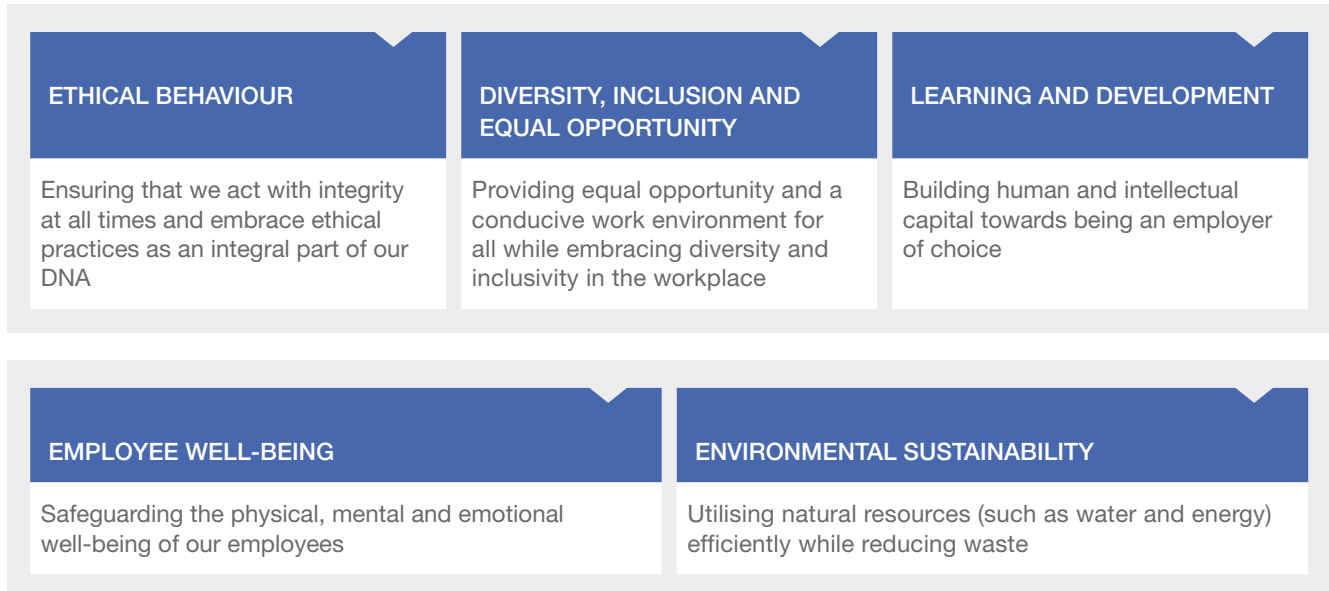 ETHICAL BEHAVIOUR
Ensuring that we act with integrity
at all times and embrace ethical
practices as an integral part of our
DNA
DIVERSITY, INCLUSION AND
EQUAL OPPORTUNITY
Providing equal opportunity and a
conducive work environment for
all while embracing diversity and
inclusivity in the workplace
LEARNING AND DEVELOPMENT
Building human and intellectual
capital towards being an employer
of choice
EMPLOYEE WELL-BEING
Safeguarding the physical, mental and emotional
well-being of our employees
ENVIRONMENTAL SUSTAINABILITY
Utilising natural resources (such as water and energy)
efficiently while reducing waste